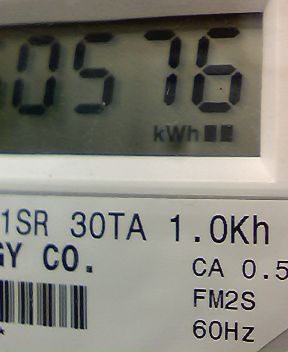 0576
kWh
1SR 30TA 1.0Kh
GY CO.
CA 0.5
FM2S
60Hz